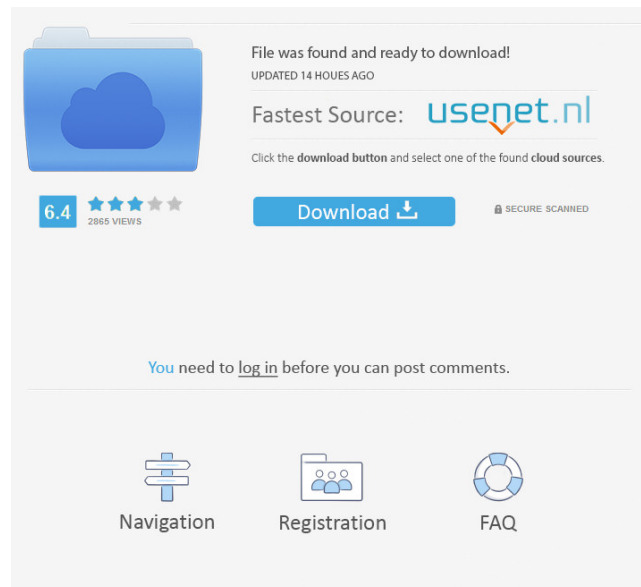 File was found and ready to download!
UPDATED 14 HOUES AGO
Fastest Source: usenet.nl
Click the download button and select one of the found cloud sources.
6.4
2865 VIEWS
Download
SECURE SCANNED
You need to log in before you can post comments.
Navigation
Registration
FAQ